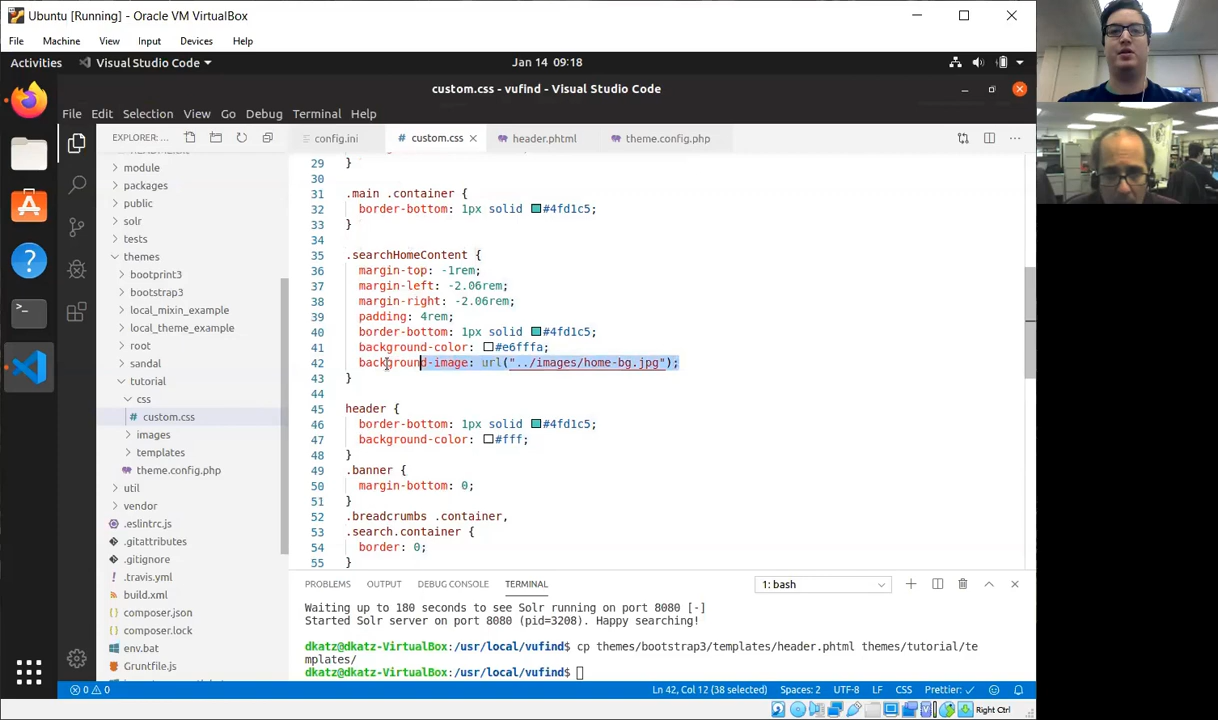 Ubuntu [Running] - Oracle VM VirtualBox
File Machine View Input Devices Help
Activities Visual Studio Code Jan 14 09:18
custom.css - vufind - Visual Studio Code
File Edit Selection View Go Debug Terminal Help
EXPLORER: ... config.ini custom.css header.phtml theme.config.php
module
packages
public
solr
tests
themes
bootprint3
bootstrap3
local_mixin_example
local_theme_example
root
sandal
tutorial
css
custom.css
images
templates
theme.config.php
util
vendor
.eslintrc.js
.gitattributes
.gitignore
.travis.yml
build.xml
composer.json
composer.lock
env.bat
Gruntfile.js
29 }
30
31 .main .container {
32 border-bottom: 1px solid #4fd1c5;
33 }
34
35 .searchHomeContent {
36 margin-top: -1rem;
37 margin-left: -2.06rem;
38 margin-right: -2.06rem;
39 padding: 4rem;
40 border-bottom: 1px solid #4fd1c5;
41 background-color: #e6fffa;
42 background-image: url("../images/home-bg.jpg");
43 }
44
45 header {
46 border-bottom: 1px solid #4fd1c5;
47 background-color: #fff;
48 }
49 .banner {
50 margin-bottom: 0;
51 }
52 .breadcrumbs .container,
53 .search.container {
54 border: 0;
55 }
PROBLEMS OUTPUT DEBUG CONSOLE TERMINAL 1: bash
Waiting up to 180 seconds to see Solr running on port 8080 [-]
Started Solr server on port 8080 (pid=3208). Happy searching!
dkatz@dkatz-VirtualBox:/usr/local/vufind$ cp themes/bootstrap3/templates/header.phtml themes/tutorial/te
mplates/
dkatz@dkatz-VirtualBox:/usr/local/vufind$
0 0 Ln 42, Col 12 (38 selected) Spaces: 2 UTF-8 LF CSS Prettier: ✓
Right Ctrl